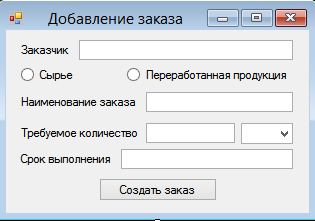 Добавление заказа
Заказчик
Сырье Переработанная продукция
Наименование заказа
Требуемое количество
Срок выполнения
Создать заказ